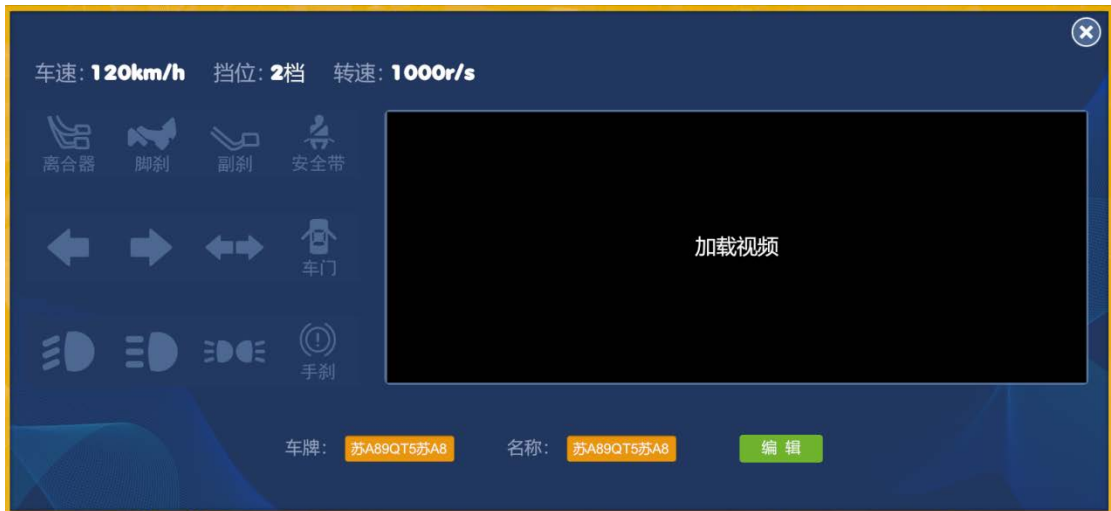 车速: 120km/h 挡位: 2档 转速: 1000r/s
离合器 脚刹 副刹 安全带
加载视频
车门
手刹
车牌: 苏A89QT5苏A8 名称: 苏A89QT5苏A8 编 辑